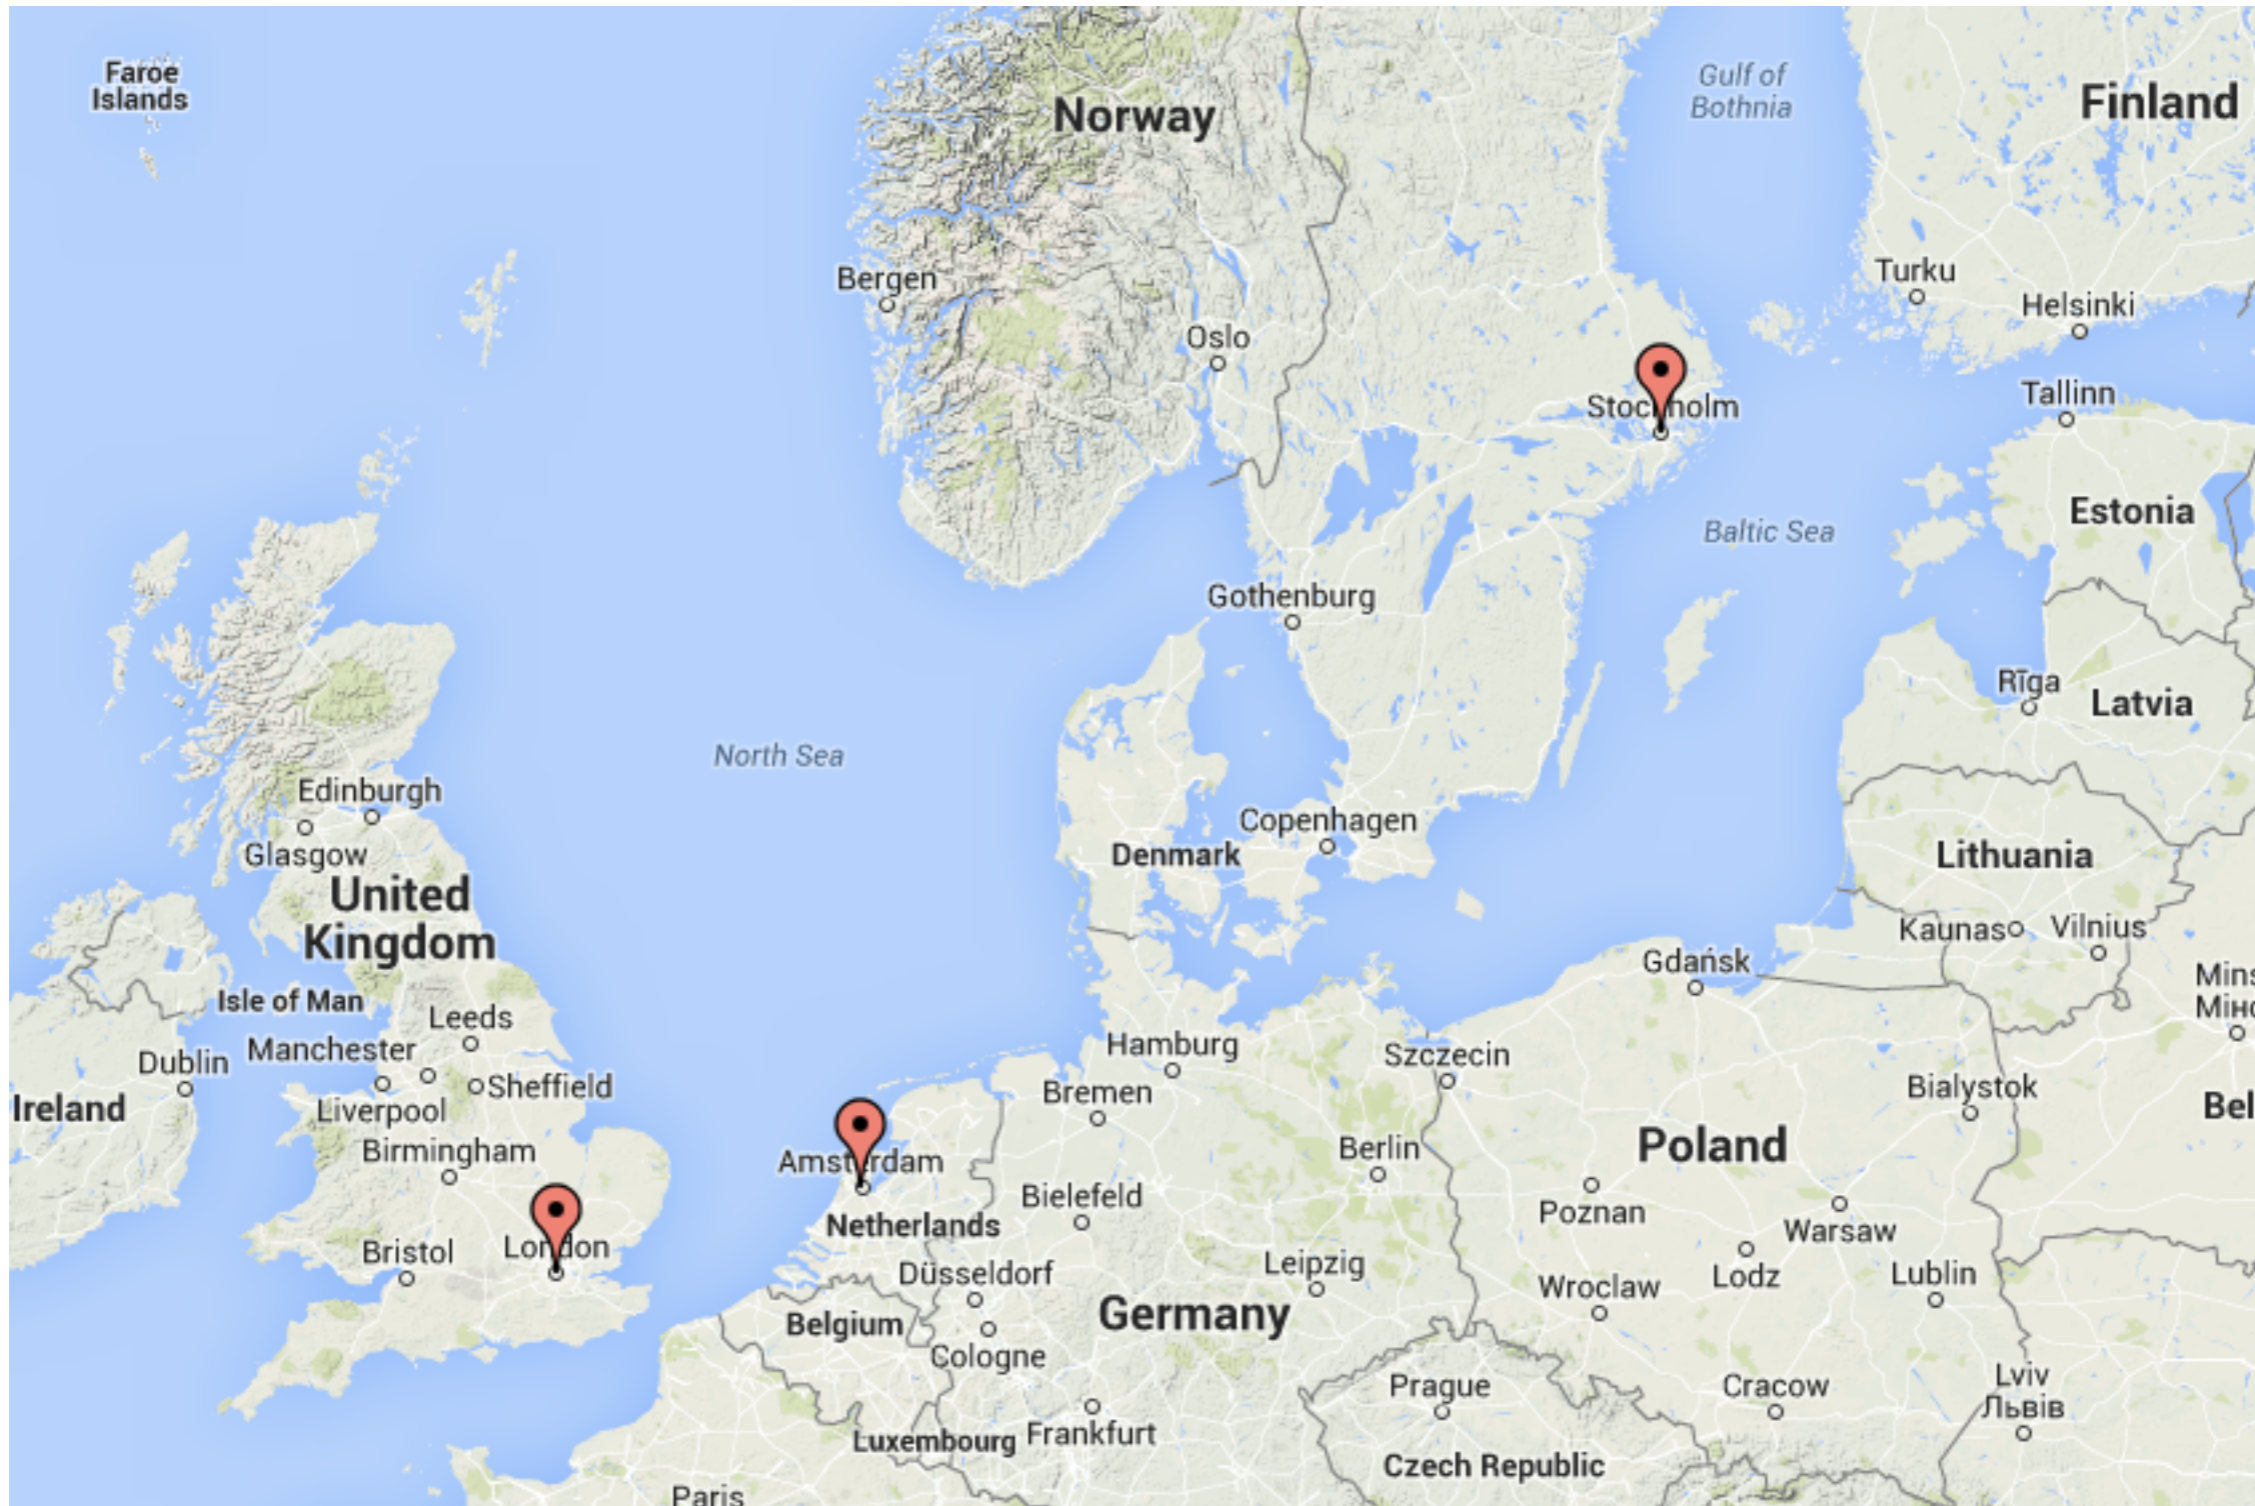 Faroe
Islands
Norway
Gulf of
Bothnia
Finland
Bergen
Oslo
Turku
Helsinki
Stockholm
Tallinn
Estonia
Baltic Sea
Gothenburg
Rīga
Latvia
North Sea
Edinburgh
Glasgow
Copenhagen
Denmark
Lithuania
United
Kingdom
Kaunas
Vilnius
Gdańsk
Mins
Мінс
Isle of Man
Leeds
Manchester
Dublin
Sheffield
Ireland
Liverpool
Hamburg
Szczecin
Bremen
Bialystok
Bel
Birmingham
Amsterdam
Berlin
Poland
Bielefeld
Netherlands
Poznan
Warsaw
Bristol
London
Düsseldorf
Leipzig
Wroclaw
Lodz
Lublin
Belgium
Germany
Cologne
Prague
Cracow
Lviv
Львів
Luxembourg
Frankfurt
Czech Republic
Paris